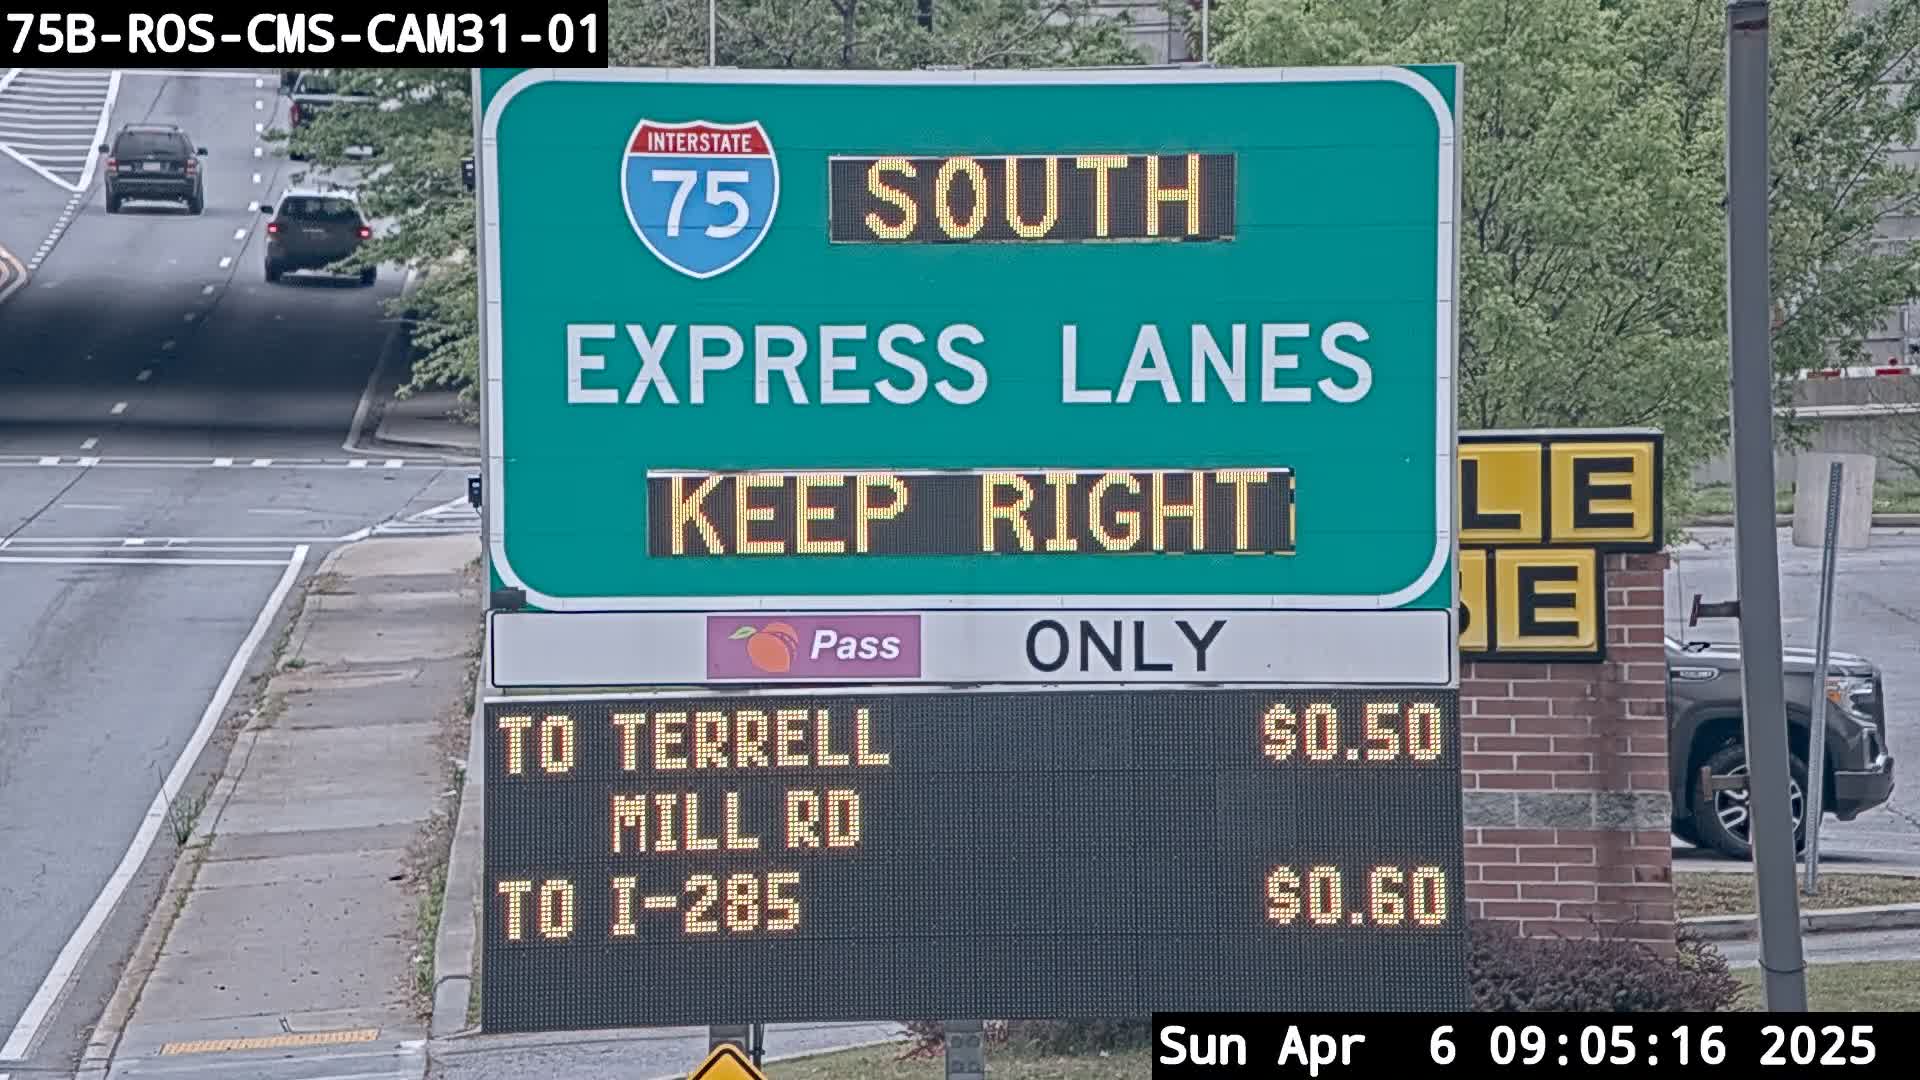 75B-ROS-CMS-CAM31-01
INTERSTATE
75
SOUTH
EXPRESS LANES
KEEP RIGHT
Pass ONLY
TO TERRELL $0.50
MILL RD
TO I-285 $0.60
LE
E
Sun Apr 6 09:05:16 2025